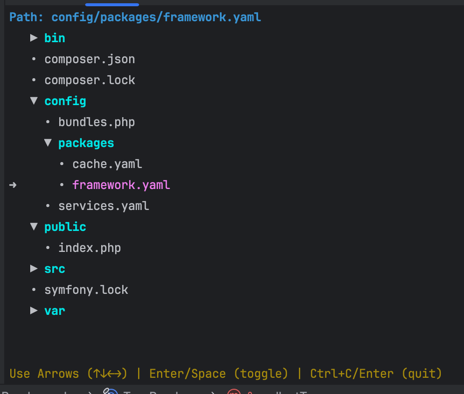 Path: config/packages/framework.yaml
▶ bin
• composer.json
• composer.lock
▼ config
• bundles.php
▼ packages
• cache.yaml
➜ • framework.yaml
• services.yaml
▼ public
• index.php
▶ src
• symfony.lock
▶ var
Use Arrows (↑↓←→) | Enter/Space (toggle) | Ctrl+C/Enter (quit)